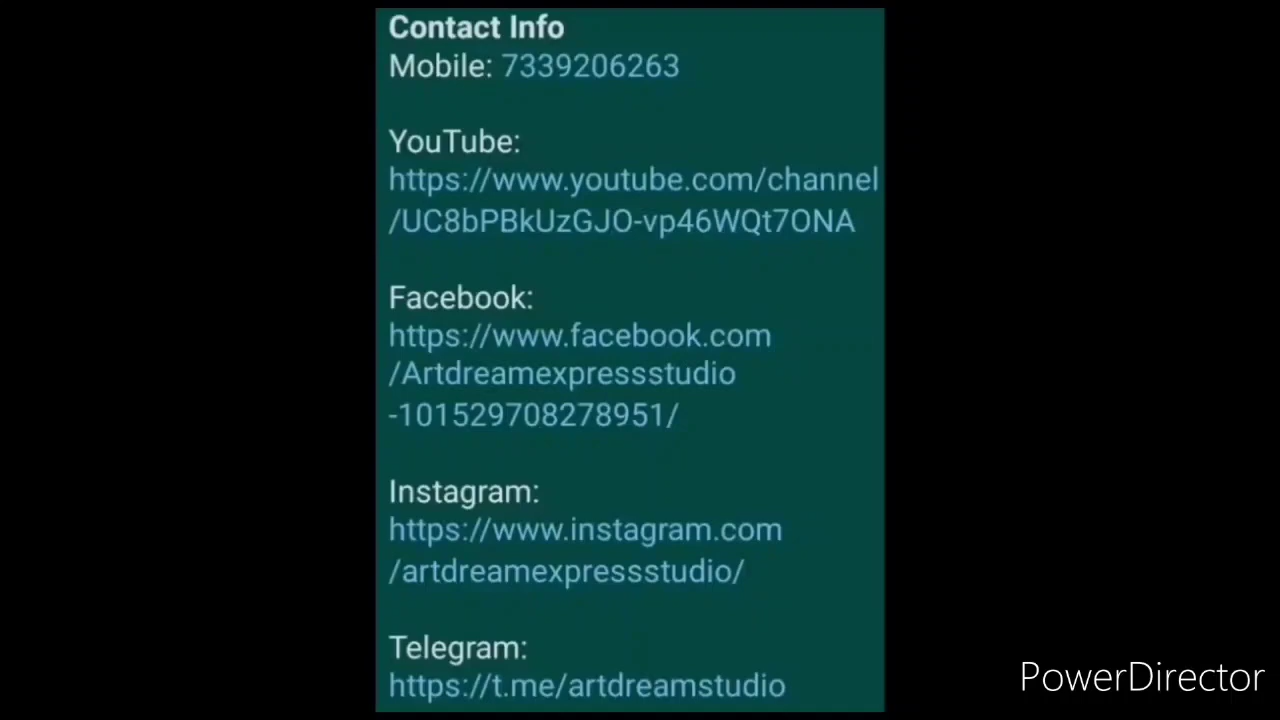 Contact Info
Mobile: 7339206263
YouTube:
https://www.youtube.com/channel
/UC8bPBkUzGJO-vp46WQt7ONA
Facebook:
https://www.facebook.com
/Artdreamexpressstudio
-101529708278951/
Instagram:
https://www.instagram.com
/artdreamexpressstudio/
Telegram:
https://t.me/artdreamstudio
PowerDirector